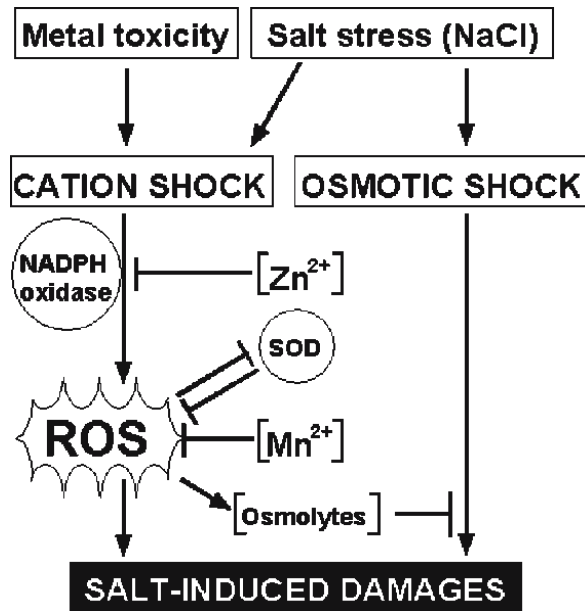 Metal toxicity
Salt stress (NaCl)
CATION SHOCK
OSMOTIC SHOCK
NADPH
oxidase
[Zn²⁺]
SOD
ROS
[Mn²⁺]
[Osmolytes]
SALT-INDUCED DAMAGES